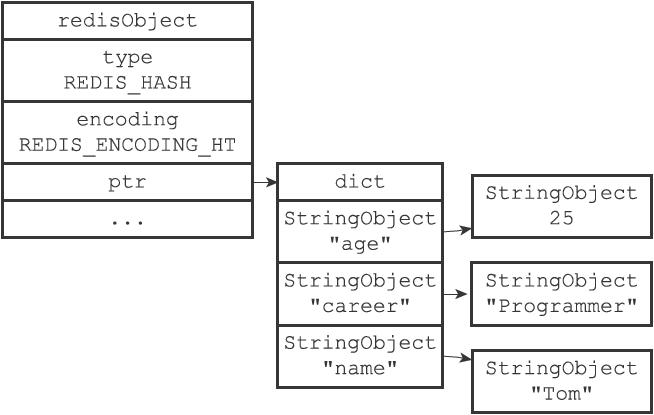 redisObject
type
REDIS_HASH
encoding
REDIS_ENCODING_HT
ptr
...
dict
StringObject
"age"
StringObject
25
StringObject
"career"
StringObject
"Programmer"
StringObject
"name"
StringObject
"Tom"